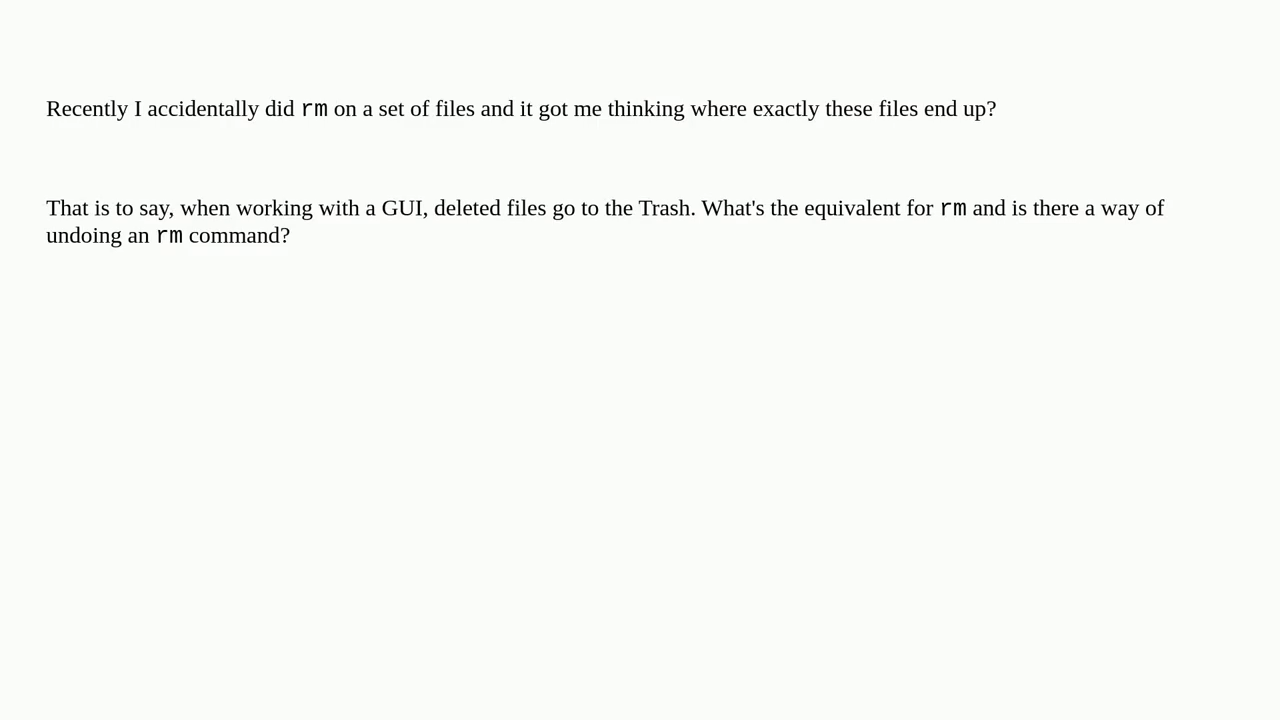 Recently I accidentally did rm on a set of files and it got me thinking where exactly these files end up?
That is to say, when working with a GUI, deleted files go to the Trash. What's the equivalent for rm and is there a way of
undoing an rm command?